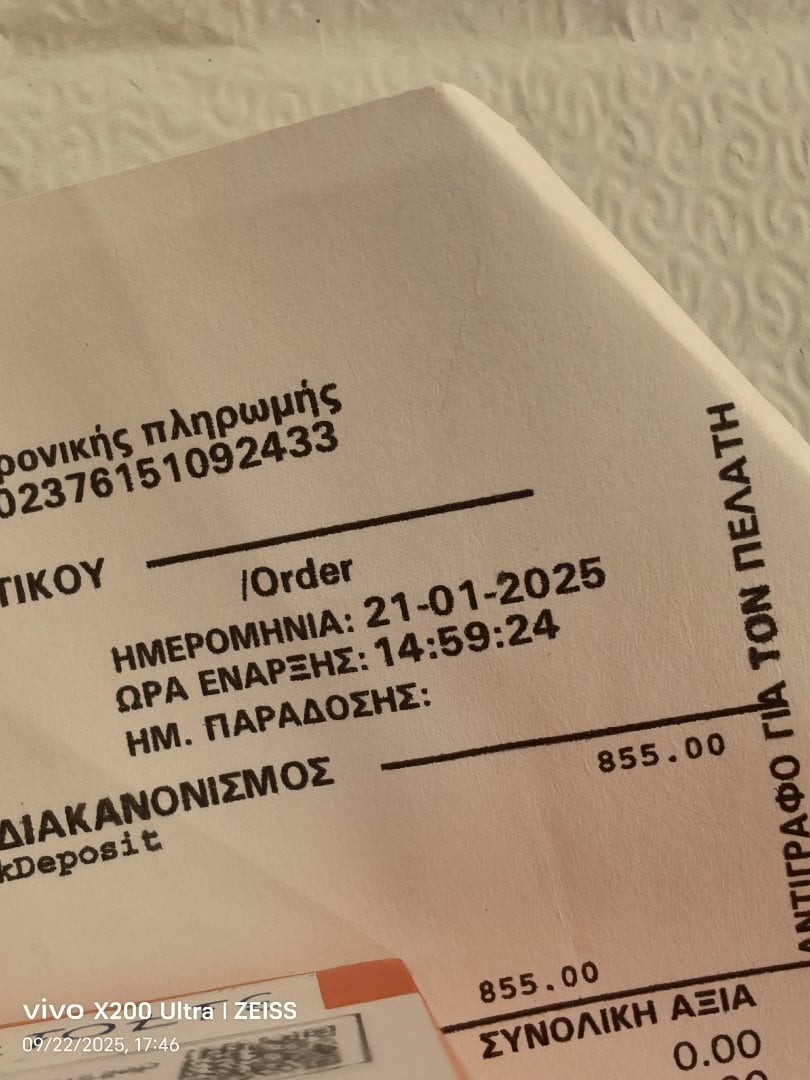 ρονικής πληρωμής
02376151092433
ΤΙΚΟΥ
/Order
ΗΜΕΡΟΜΗΝΙΑ: 21-01-2025
ΩΡΑ ΕΝΑΡΞΗΣ: 14:59:24
ΗΜ. ΠΑΡΑΔΟΣΗΣ:
ΔΙΑΚΑΝΟΝΙΣΜΟΣ
855.00
kDeposit
855.00
ΣΥΝΟΛΙΚΗ ΑΞΙΑ
0.00
ΑΝΤΙΓΡΑΦΟ ΓΙΑ ΤΟΝ ΠΕΛΑΤΗ
vivo X200 Ultra | ZEISS
09/22/2025, 17:46